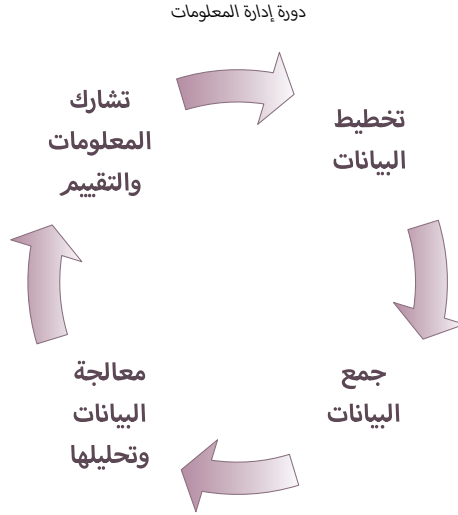 دورة إدارة المعلومات
تخطيط
البيانات
جمع
البيانات
معالجة
البيانات
وتحليلها
تشارك
المعلومات
والتقييم